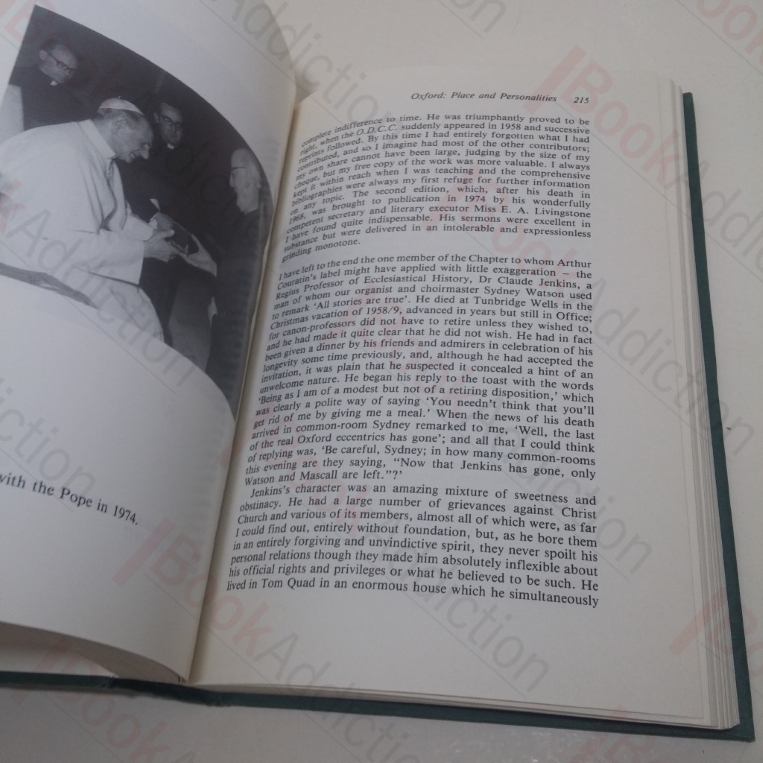 with the Pope in 1974.
Oxford: Place and Personalities 215
complete indifference to time. He was triumphantly proved to be
right, when the O.D.C.C. suddenly appeared in 1958 and successive
reprints followed. By this time I had entirely forgotten what I had
contributed, and so I imagine had most of the other contributors;
my own share cannot have been large, judging by the size of my
cheque, but my free copy of the work was more valuable. I always
kept it within reach when I was teaching and the comprehensive
bibliographies were always my first refuge for further information
on any topic. The second edition, which, after his death in
1968, was brought to publication in 1974 by his wonderfully
competent secretary and literary executor Miss E. A. Livingstone
I have found quite indispensable. His sermons were excellent in
substance but were delivered in an intolerable and expressionless
grinding monotone.
I have left to the end the one member of the Chapter to whom Arthur
Couratin's label might have applied with little exaggeration – the
Regius Professor of Ecclesiastical History, Dr Claude Jenkins, a
man of whom our organist and choirmaster Sydney Watson used
to remark 'All stories are true'. He died at Tunbridge Wells in the
Christmas vacation of 1958/9, advanced in years but still in Office;
for canon-professors did not have to retire unless they wished to,
and he made it quite clear that he did not wish. He had in fact
been given a dinner by his friends and admirers in celebration of his
longevity some time previously, and, although he had accepted the
invitation, it was plain that he suspected it concealed a hint of an
unwelcome nature. He began his reply to the toast with the words
'Being as I am of a modest but not of a retiring disposition,' which
was clearly a polite way of saying 'You needn't think that you'll
get rid of me by giving me a meal.' When the news of his death
arrived in common-room Sydney remarked to me, 'Well, the last
of the real Oxford eccentrics has gone'; and all that I could think
of replying was, 'Be careful, Sydney; in how many common-rooms
this evening are they saying, "Now that Jenkins has gone, only
Watson and Mascall are left."?'
Jenkins's character was an amazing mixture of sweetness and
obstinacy. He had a large number of grievances against Christ
Church and various of its members, almost all of which were, as far
as I could find out, entirely without foundation, but, as he bore them
in an entirely forgiving and unvindictive spirit, they never spoilt his
personal relations though they made him absolutely inflexible about
his official rights and privileges or what he believed to be such. He
lived in Tom Quad in an enormous house which he simultaneously
BookAddiction